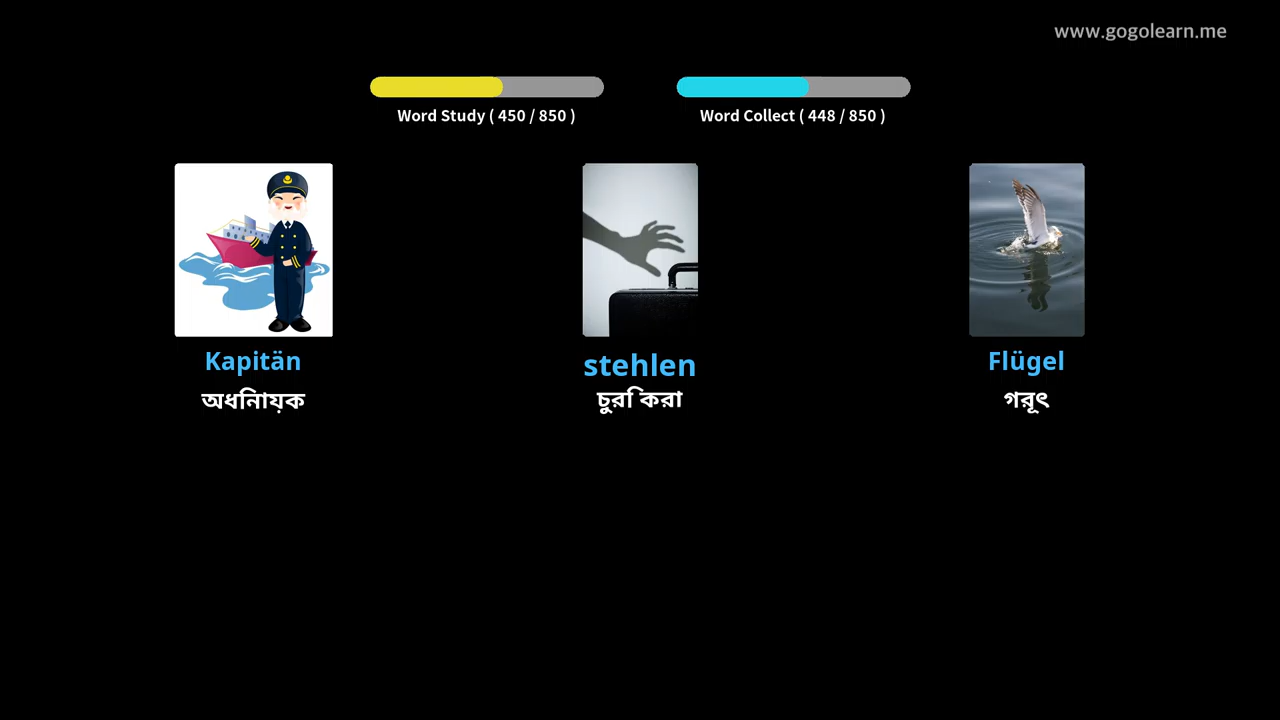 www.gogolearn.me
Word Study ( 450 / 850 )
Word Collect ( 448 / 850 )
Kapitän
stehlen
Flügel
অধিনায়ক
চুরি করা
গরূৎ